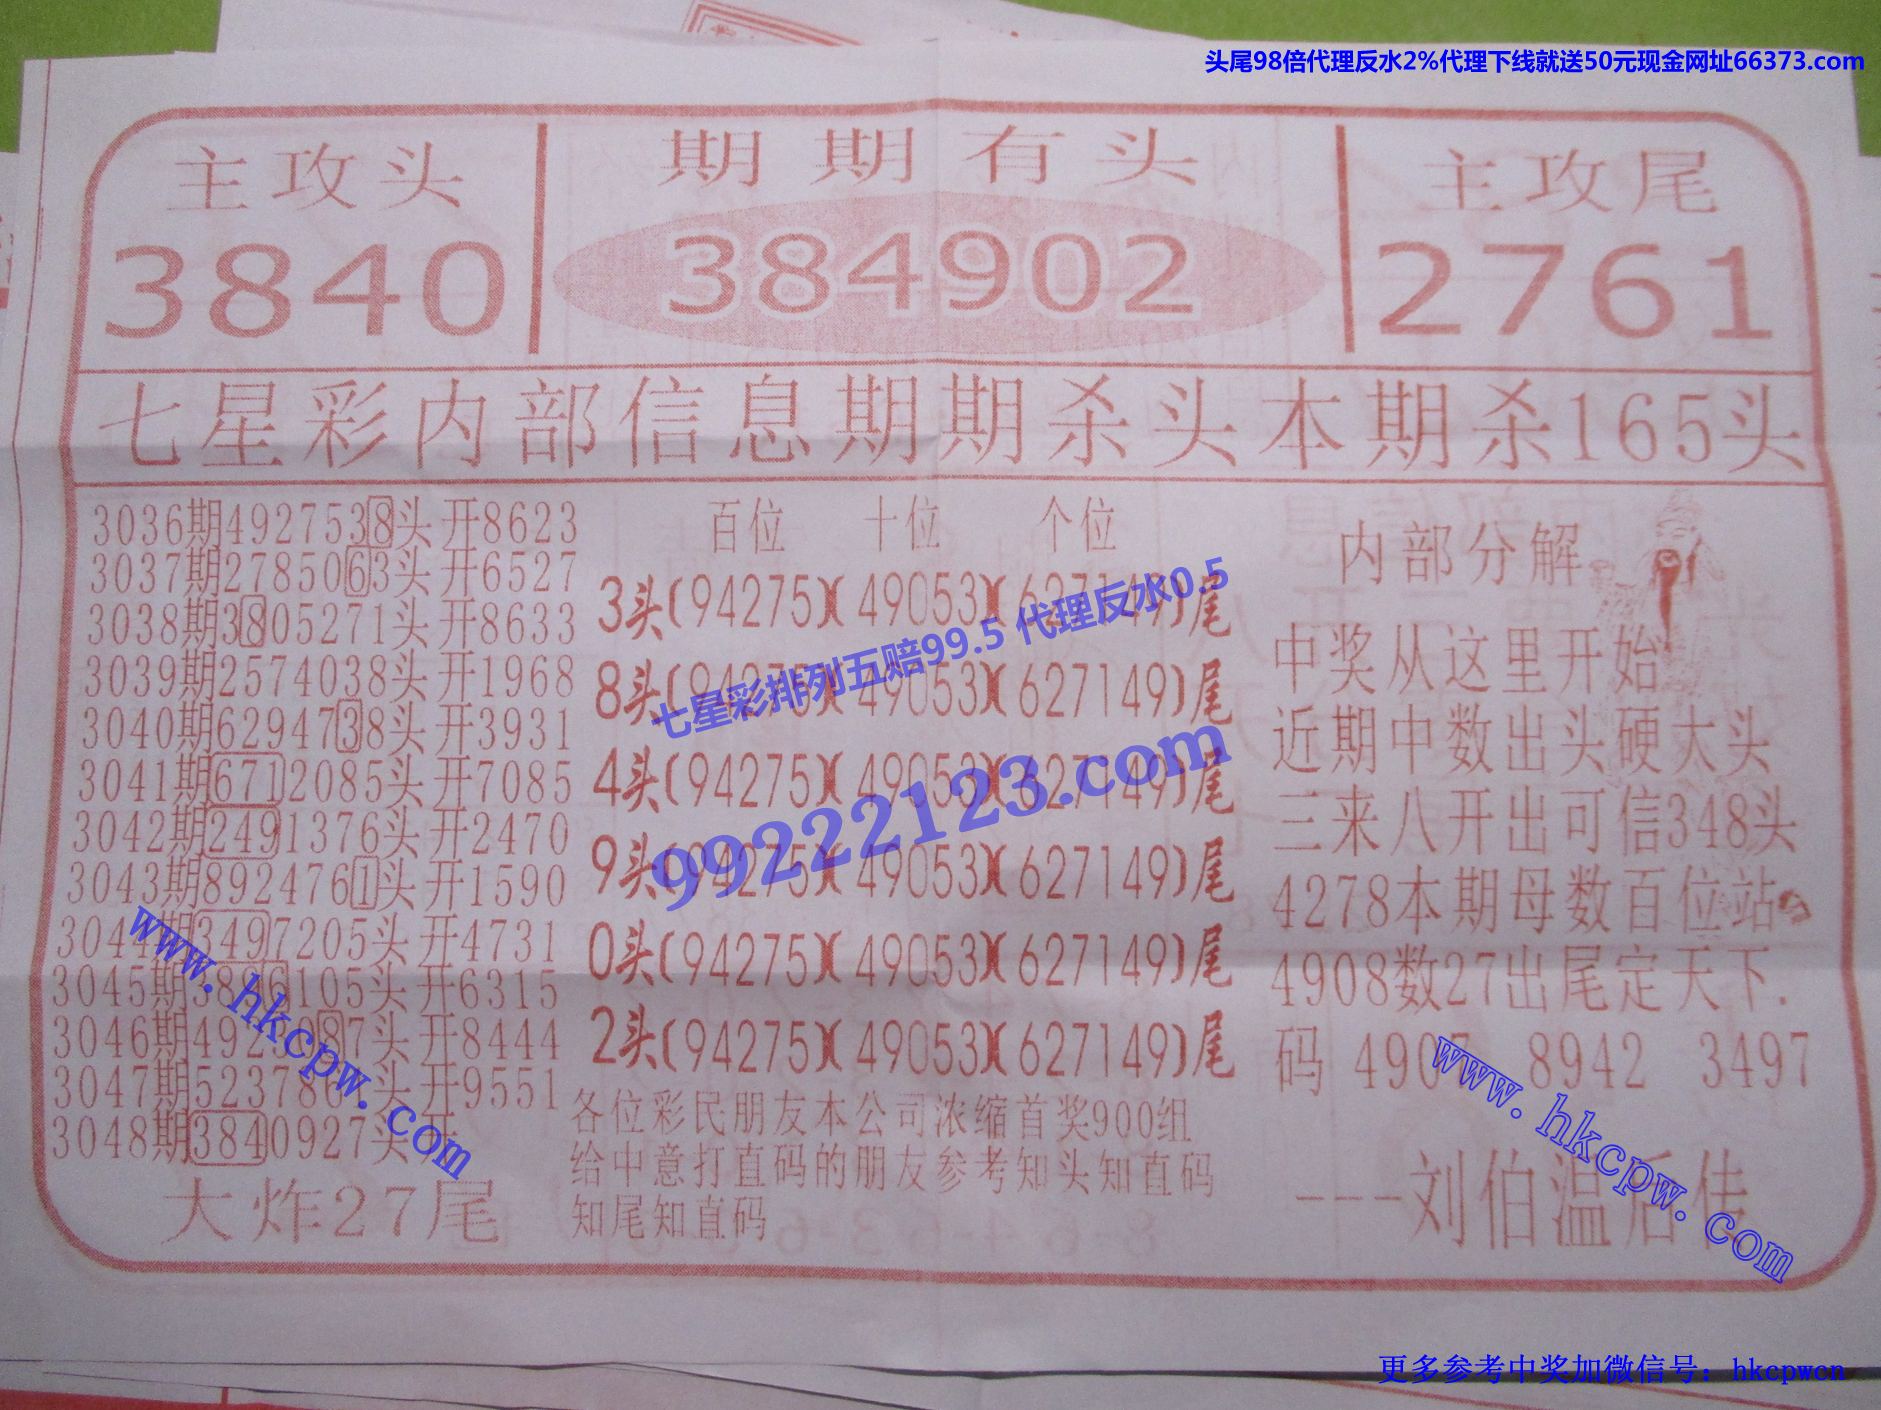 头尾98倍代理反水2%代理下线就送50元现金网址66373.com
主攻头
3840
期期有头
384902
主攻尾
2761
七星彩内部信息期期杀头本期杀165头
3036期4927538头开8623
3037期2785063头开6527
3038期3805271头开8633
3039期2574038头开1968
3040期6294738头开3931
3041期6712085头开7085
3042期2491376头开2470
3043期8924761头开1590
3044期3497205头开4731
3045期3896105头开6315
3046期492 87头开8444
3047期52378 头开9551
3048期3840927头开
大炸27尾
百位 十位 个位
3头(94275)(49053)(627149)尾
8头(94275)(49053)(627149)尾
4头(94275)(49053)(627149)尾
9头(94275)(49053)(627149)尾
0头(94275)(49053)(627149)尾
2头(94275)(49053)(627149)尾
各位彩民朋友本公司浓缩首奖900组
给中意打直码的朋友参考知头知直码
知尾知直码
内部分解
中奖从这里开始
近期中数出头硬太头
三来八开出可信348头
4278本期母数百位站
4908数27出尾定天下.
码 4907 8942 3497
---刘伯温后传
七星彩排列五赔99.5 代理反水0.5
99222123.com
www.hkcpw.com
www.hkcpw.com
更多参考中奖加微信号：hkcpwcn